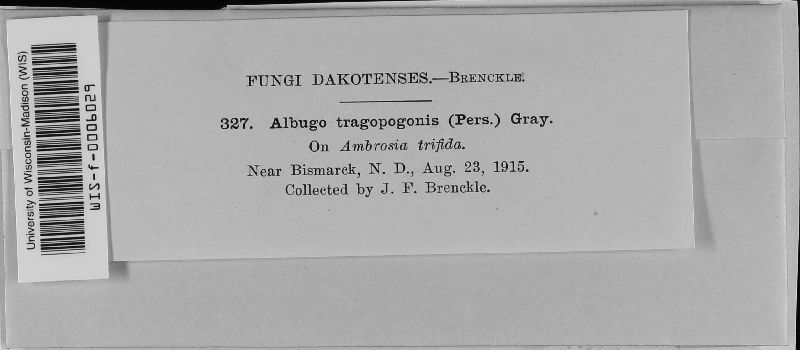 University of Wisconsin-Madison (WIS)
WIS-f-0006029
FUNGI DAKOTENSES.—BRENCKLE.
327. Albugo tragopogonis (Pers.) Gray.
On Ambrosia trifida.
Near Bismarck, N. D., Aug. 23, 1915.
Collected by J. F. Brenckle.